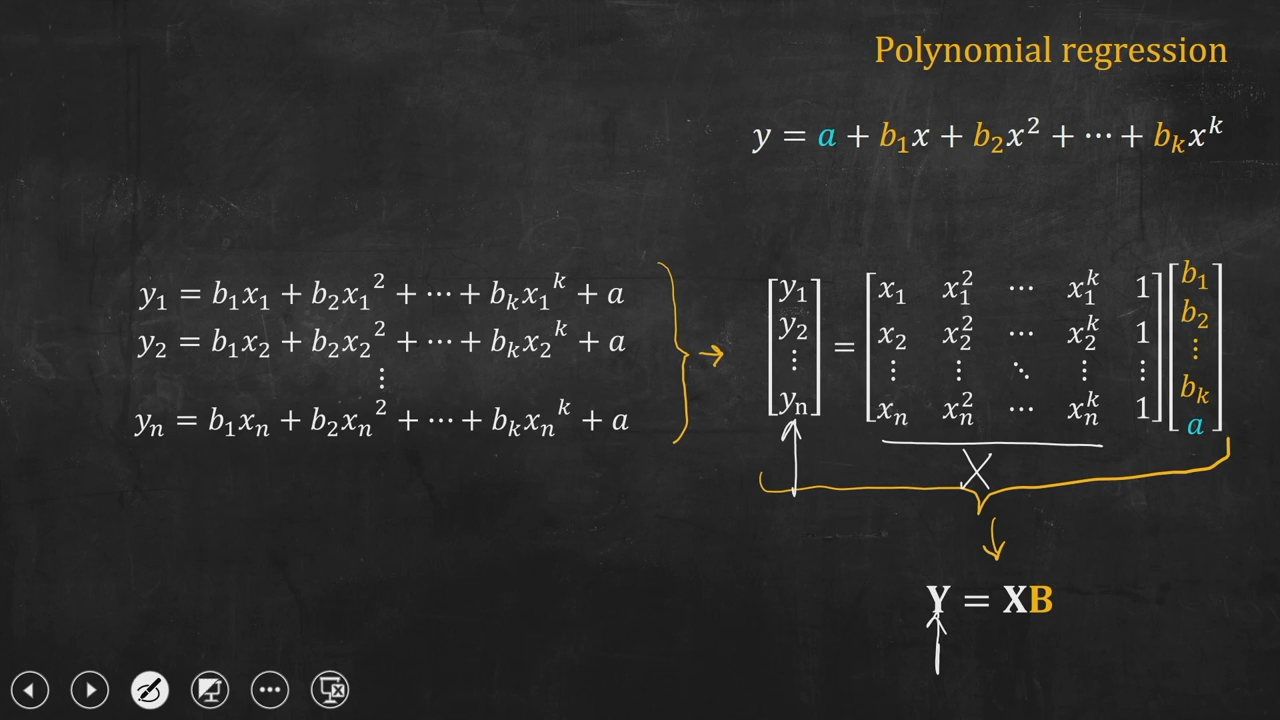 Polynomial regression
y = a + b₁x + b₂x² + ⋯ + bₖxᵏ
y₁ = b₁x₁ + b₂x₁² + ⋯ + bₖx₁ᵏ + a
y₂ = b₁x₂ + b₂x₂² + ⋯ + bₖx₂ᵏ + a
⋮
yₙ = b₁xₙ + b₂xₙ² + ⋯ + bₖxₙᵏ + a
[y₁ y₂ ⋮ yₙ] = [x₁ x₁² ⋯ x₁ᵏ 1; x₂ x₂² ⋯ x₂ᵏ 1; ⋮ ⋮ ⋱ ⋮ ⋮; xₙ xₙ² ⋯ xₙᵏ 1] [b₁ b₂ ⋮ bₖ a]
X
Y = XB